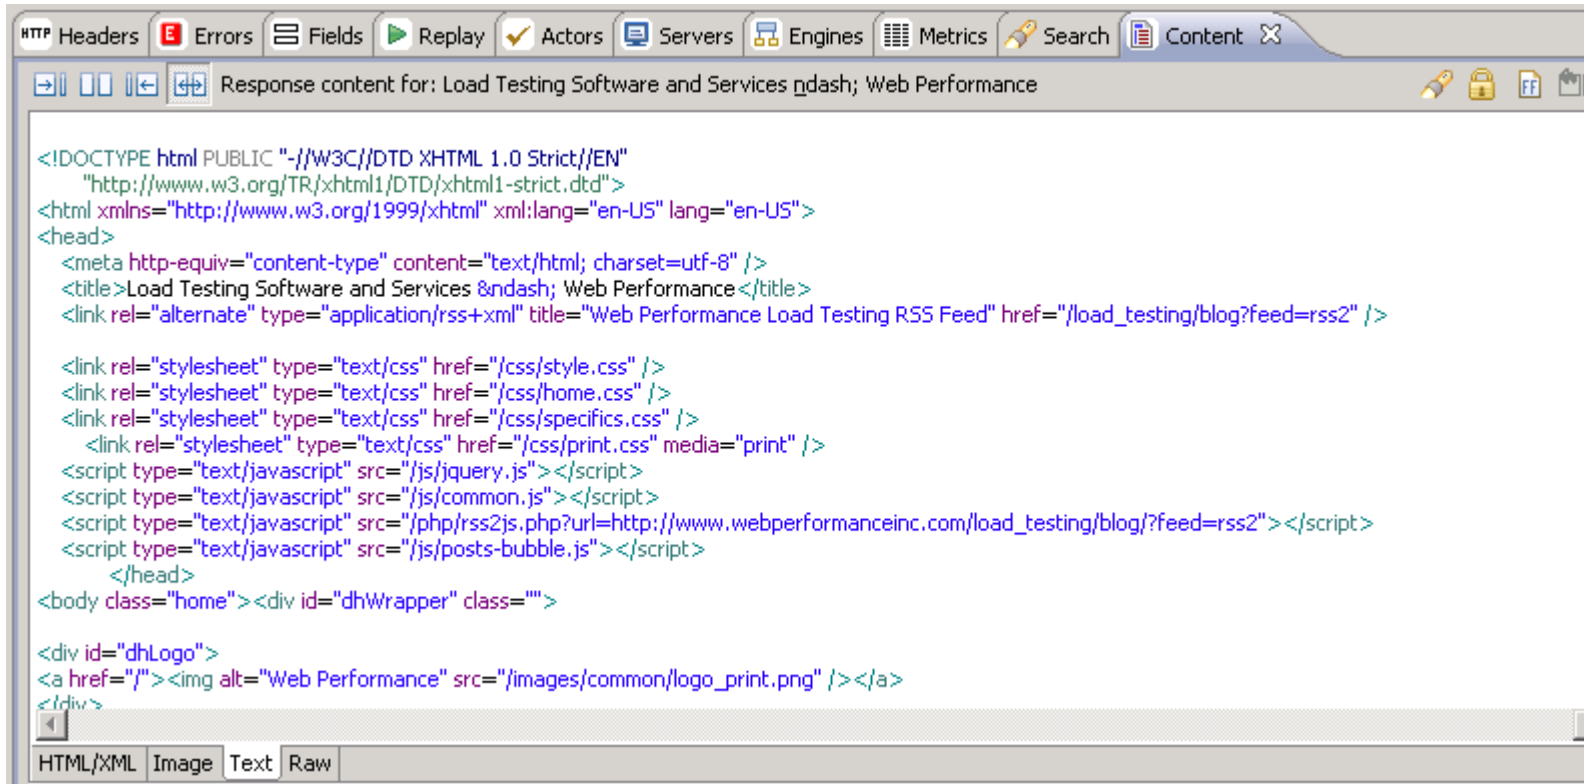 HTTP Headers E Errors Fields Replay Actors Servers Engines Metrics Search Content
Response content for: Load Testing Software and Services ndash; Web Performance FF
<!DOCTYPE html PUBLIC "-//W3C//DTD XHTML 1.0 Strict//EN"
"http://www.w3.org/TR/xhtml1/DTD/xhtml1-strict.dtd">
<html xmlns="http://www.w3.org/1999/xhtml" xml:lang="en-US" lang="en-US">
<head>
<meta http-equiv="content-type" content="text/html; charset=utf-8" />
<title>Load Testing Software and Services &ndash; Web Performance</title>
<link rel="alternate" type="application/rss+xml" title="Web Performance Load Testing RSS Feed" href="/load_testing/blog?feed=rss2" />
<link rel="stylesheet" type="text/css" href="/css/style.css" />
<link rel="stylesheet" type="text/css" href="/css/home.css" />
<link rel="stylesheet" type="text/css" href="/css/specifics.css" />
<link rel="stylesheet" type="text/css" href="/css/print.css" media="print" />
<script type="text/javascript" src="/js/jquery.js"></script>
<script type="text/javascript" src="/js/common.js"></script>
<script type="text/javascript" src="/php/rss2js.php?url=http://www.webperformanceinc.com/load_testing/blog/?feed=rss2"></script>
<script type="text/javascript" src="/js/posts-bubble.js"></script>
</head>
<body class="home"><div id="dhWrapper" class="">
<div id="dhLogo">
<a href="/"><img alt="Web Performance" src="/images/common/logo_print.png" /></a>
</div>
HTML/XML Image Text Raw